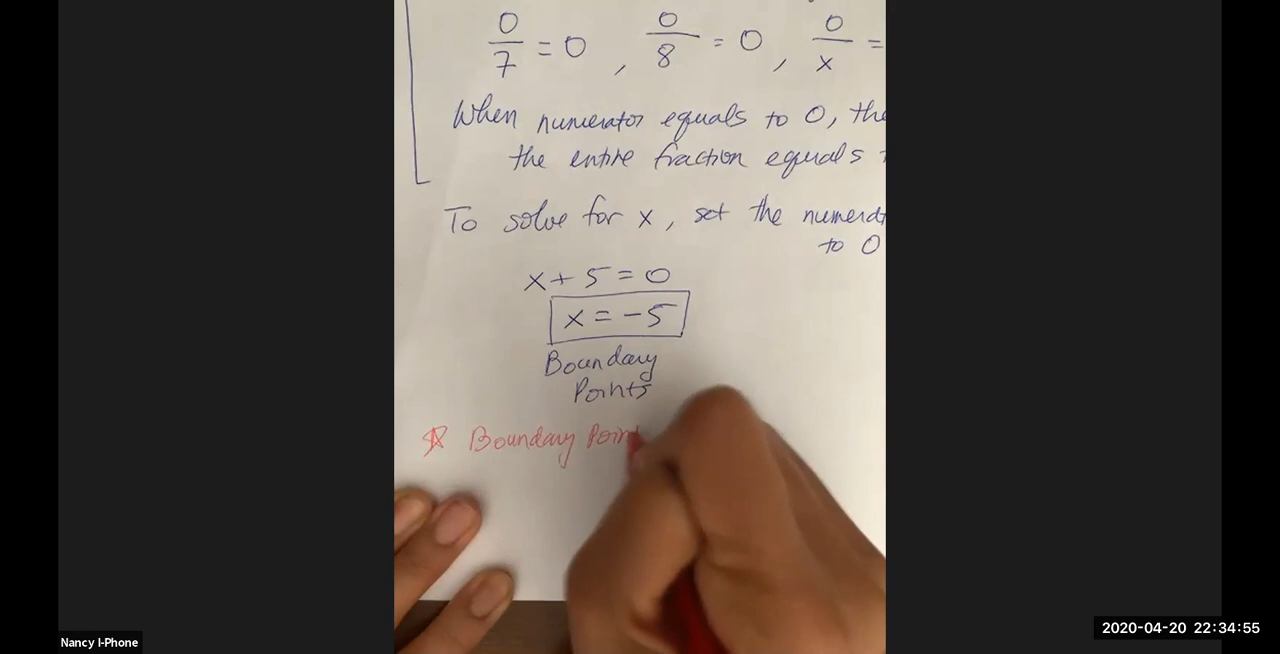 0/7 = 0 , 0/8 = 0 , 0/x =
When numerator equals to 0, the
the entire fraction equals
To solve for x, set the numerat
to 0
x + 5 = 0
x = -5
Boundary
Points
☆ Boundary Poin
Nancy I-Phone
2020-04-20 22:34:55